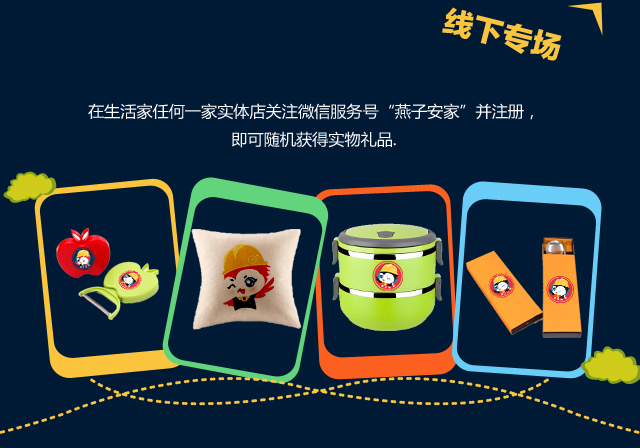 线下专场
在生活家任何一家实体店关注微信服务号“燕子安家”并注册，
即可随机获得实物礼品.